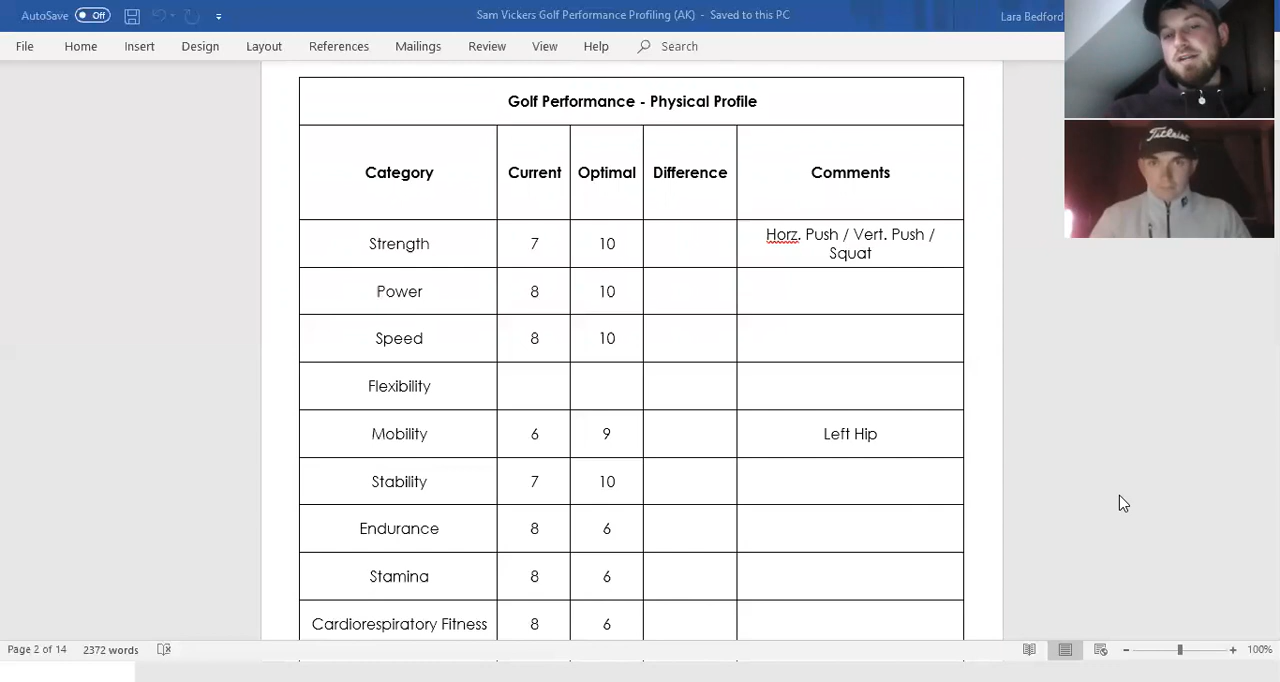 AutoSave Off Sam Vickers Golf Performance Profiling (AK) - Saved to this PC Lara Bedford
File Home Insert Design Layout References Mailings Review View Help Search
Titleist
Golf Performance - Physical Profile
Category Current Optimal Difference Comments
Strength 7 10 Horz. Push / Vert. Push /
Squat
Power 8 10
Speed 8 10
Flexibility
Mobility 6 9 Left Hip
Stability 7 10
Endurance 8 6
Stamina 8 6
Cardiorespiratory Fitness 8 6
Page 2 of 14 2372 words 100%